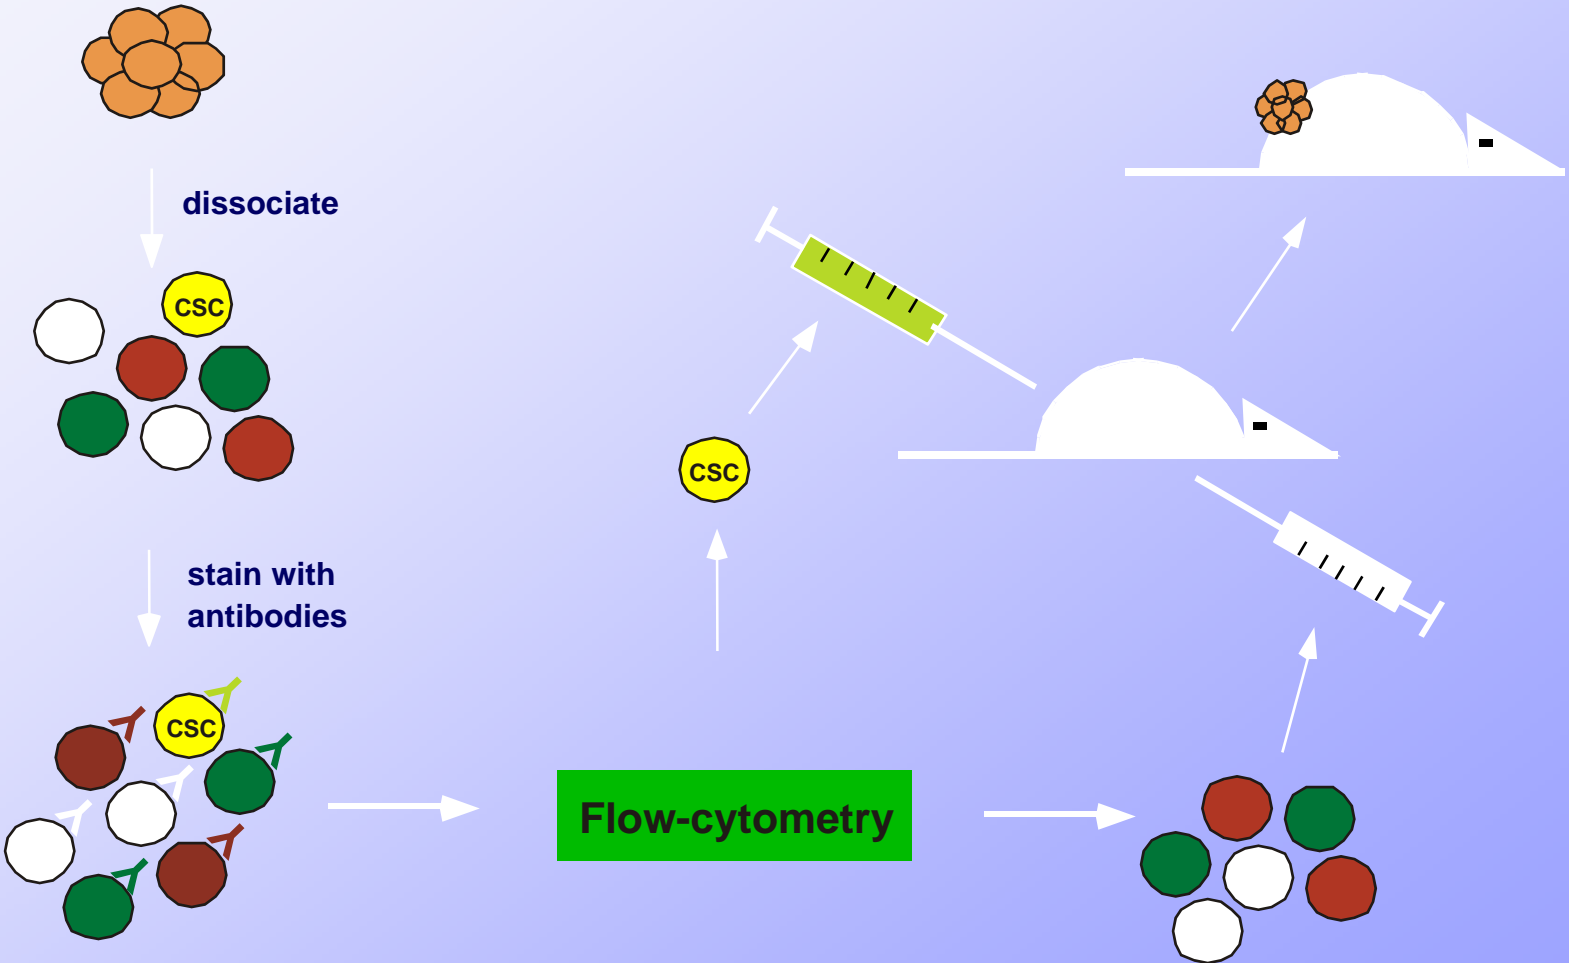 dissociate
CSC
CSC
stain with
antibodies
CSC
Flow-cytometry